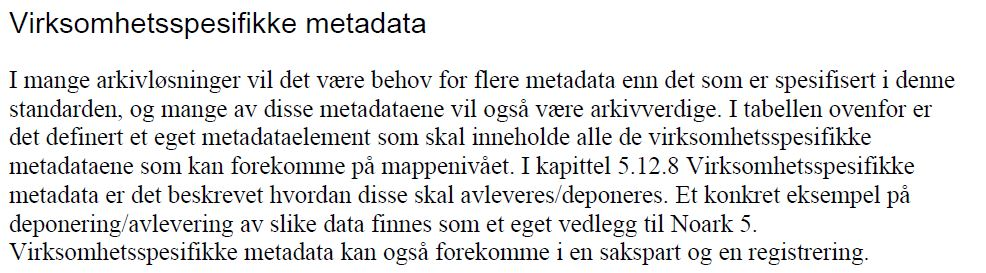 Virksomhetsspesifikke metadata
I mange arkivløsninger vil det være behov for flere metadata enn det som er spesifisert i denne
standarden, og mange av disse metadataene vil også være arkivverdige. I tabellen ovenfor er
det definert et eget metadataelement som skal inneholde alle de virksomhetsspesifikke
metadataene som kan forekomme på mappenivået. I kapittel 5.12.8 Virksomhetsspesifikke
metadata er det beskrevet hvordan disse skal avleveres/deponeres. Et konkret eksempel på
deponering/avlevering av slike data finnes som et eget vedlegg til Noark 5.
Virksomhetsspesifikke metadata kan også forekomme i en sakspart og en registrering.